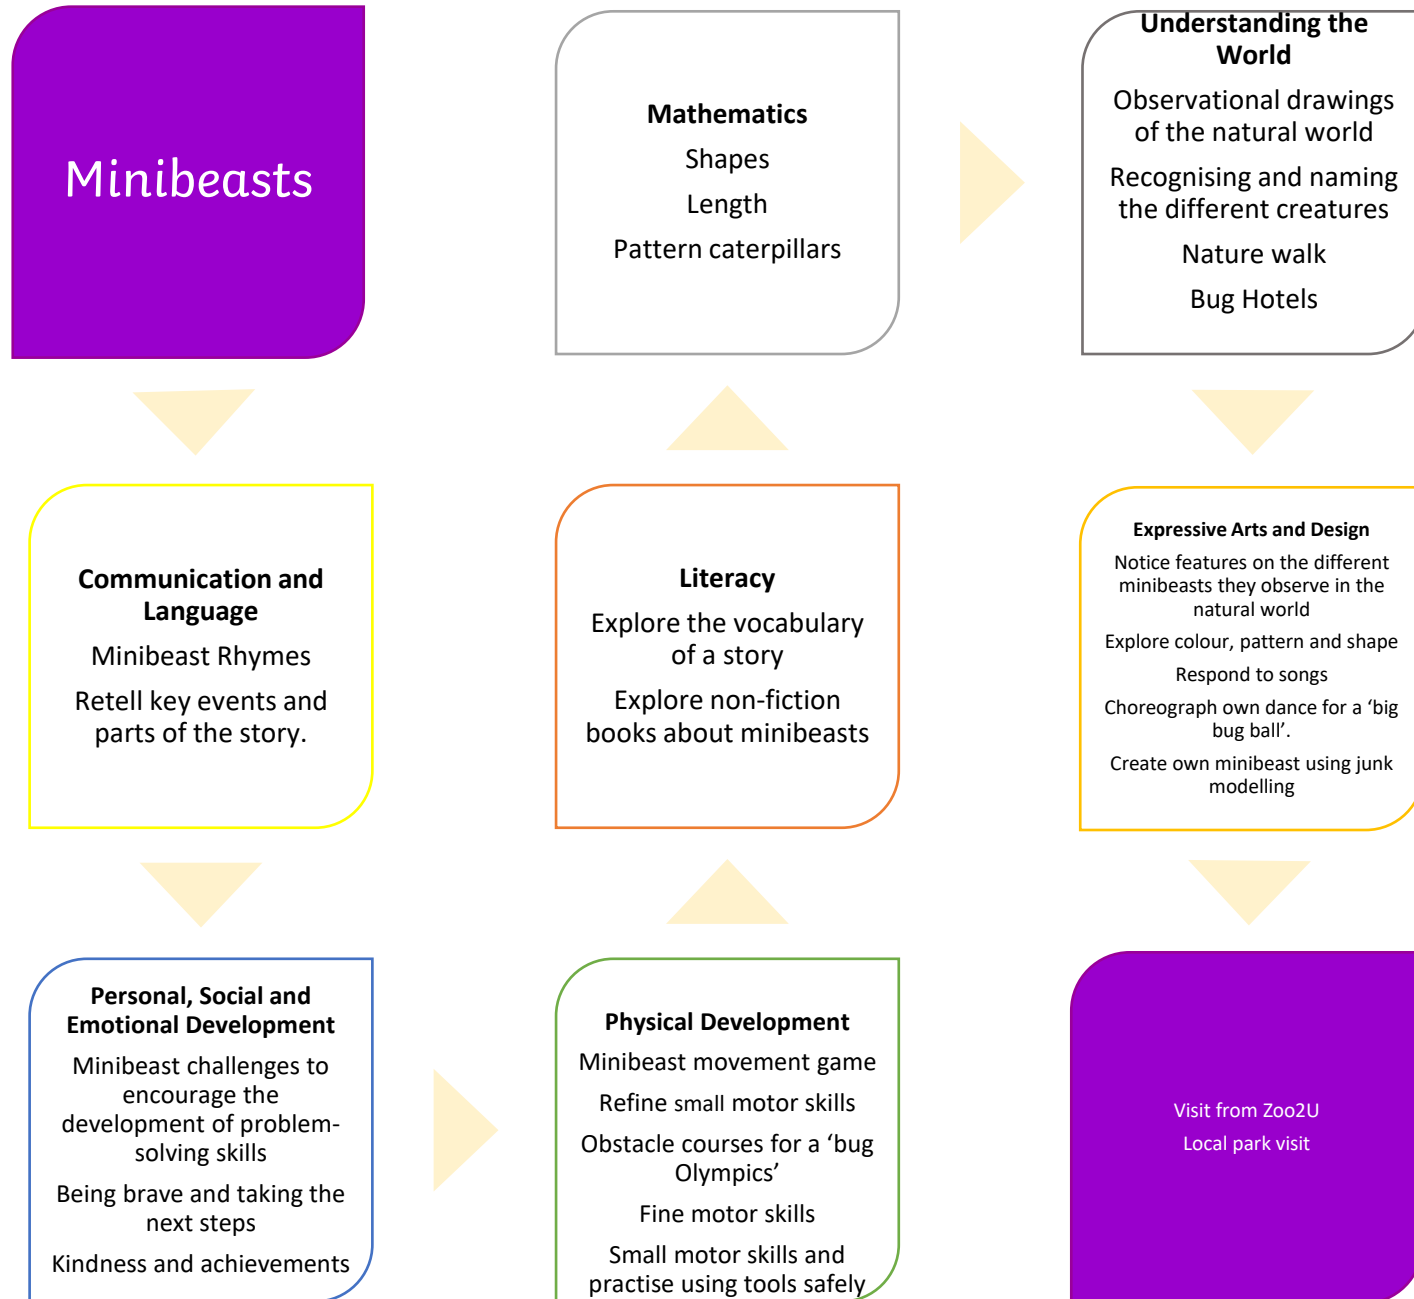 Minibeasts
Communication and
Language
Minibeast Rhymes
Retell key events and
parts of the story.
Personal, Social and
Emotional Development
Minibeast challenges to
encourage the
development of problem-
solving skills
Being brave and taking the
next steps
Kindness and achievements
Physical Development
Minibeast movement game
Refine small motor skills
Obstacle courses for a ‘bug
Olympics’
Fine motor skills
Small motor skills and
practise using tools safely
Literacy
Explore the vocabulary
of a story
Explore non-fiction
books about minibeasts
Mathematics
Shapes
Length
Pattern caterpillars
Understanding the
World
Observational drawings
of the natural world
Recognising and naming
the different creatures
Nature walk
Bug Hotels
Expressive Arts and Design
Notice features on the different
minibeasts they observe in the
natural world
Explore colour, pattern and shape
Respond to songs
Choreograph own dance for a ‘big
bug ball’.
Create own minibeast using junk
modelling
Visit from Zoo2U
Local park visit